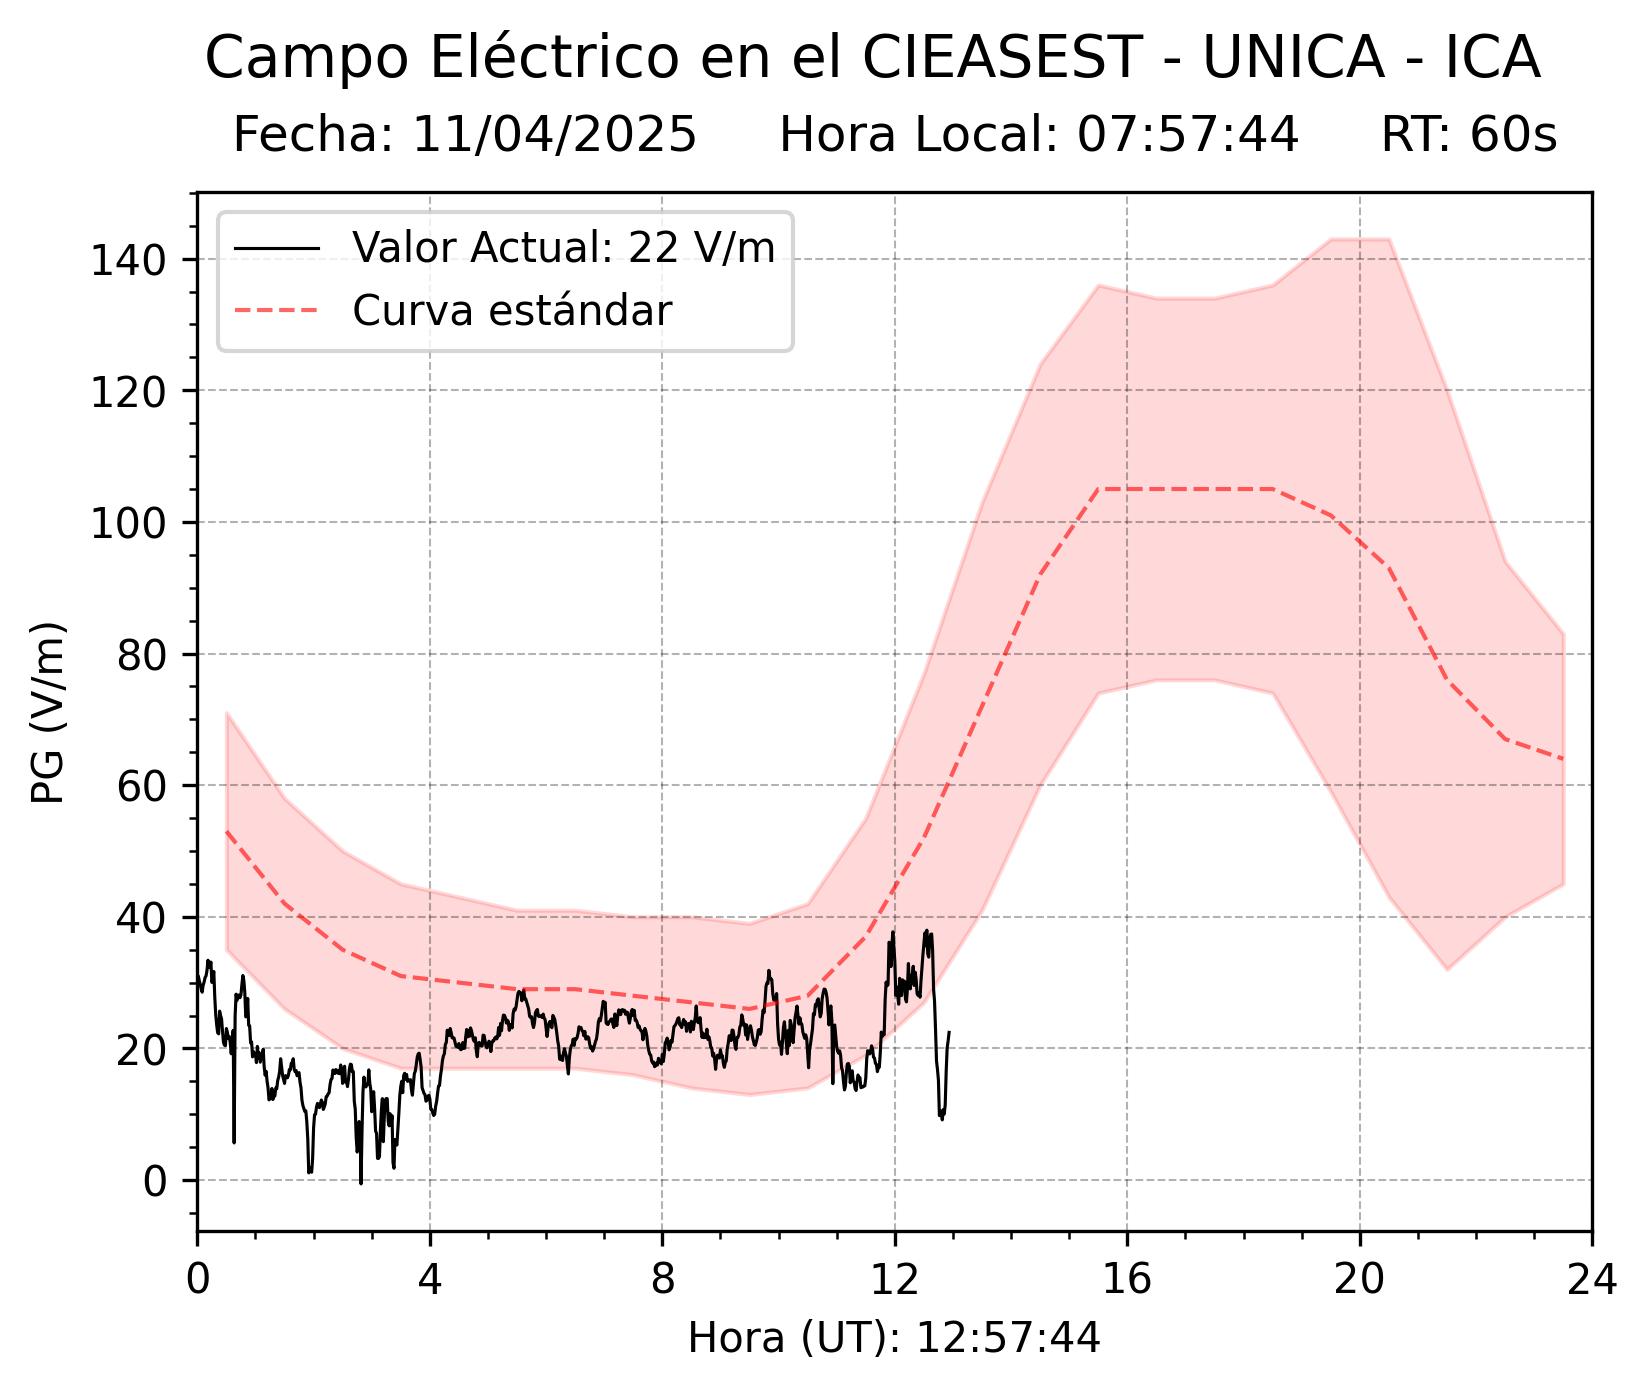 Campo Eléctrico en el CIEASEST - UNICA - ICA
Fecha: 11/04/2025 Hora Local: 07:57:44 RT: 60s
Valor Actual: 22 V/m
Curva estándar
PG (V/m)
140
120
100
80
60
40
20
0
0 4 8 12 16 20 24
Hora (UT): 12:57:44